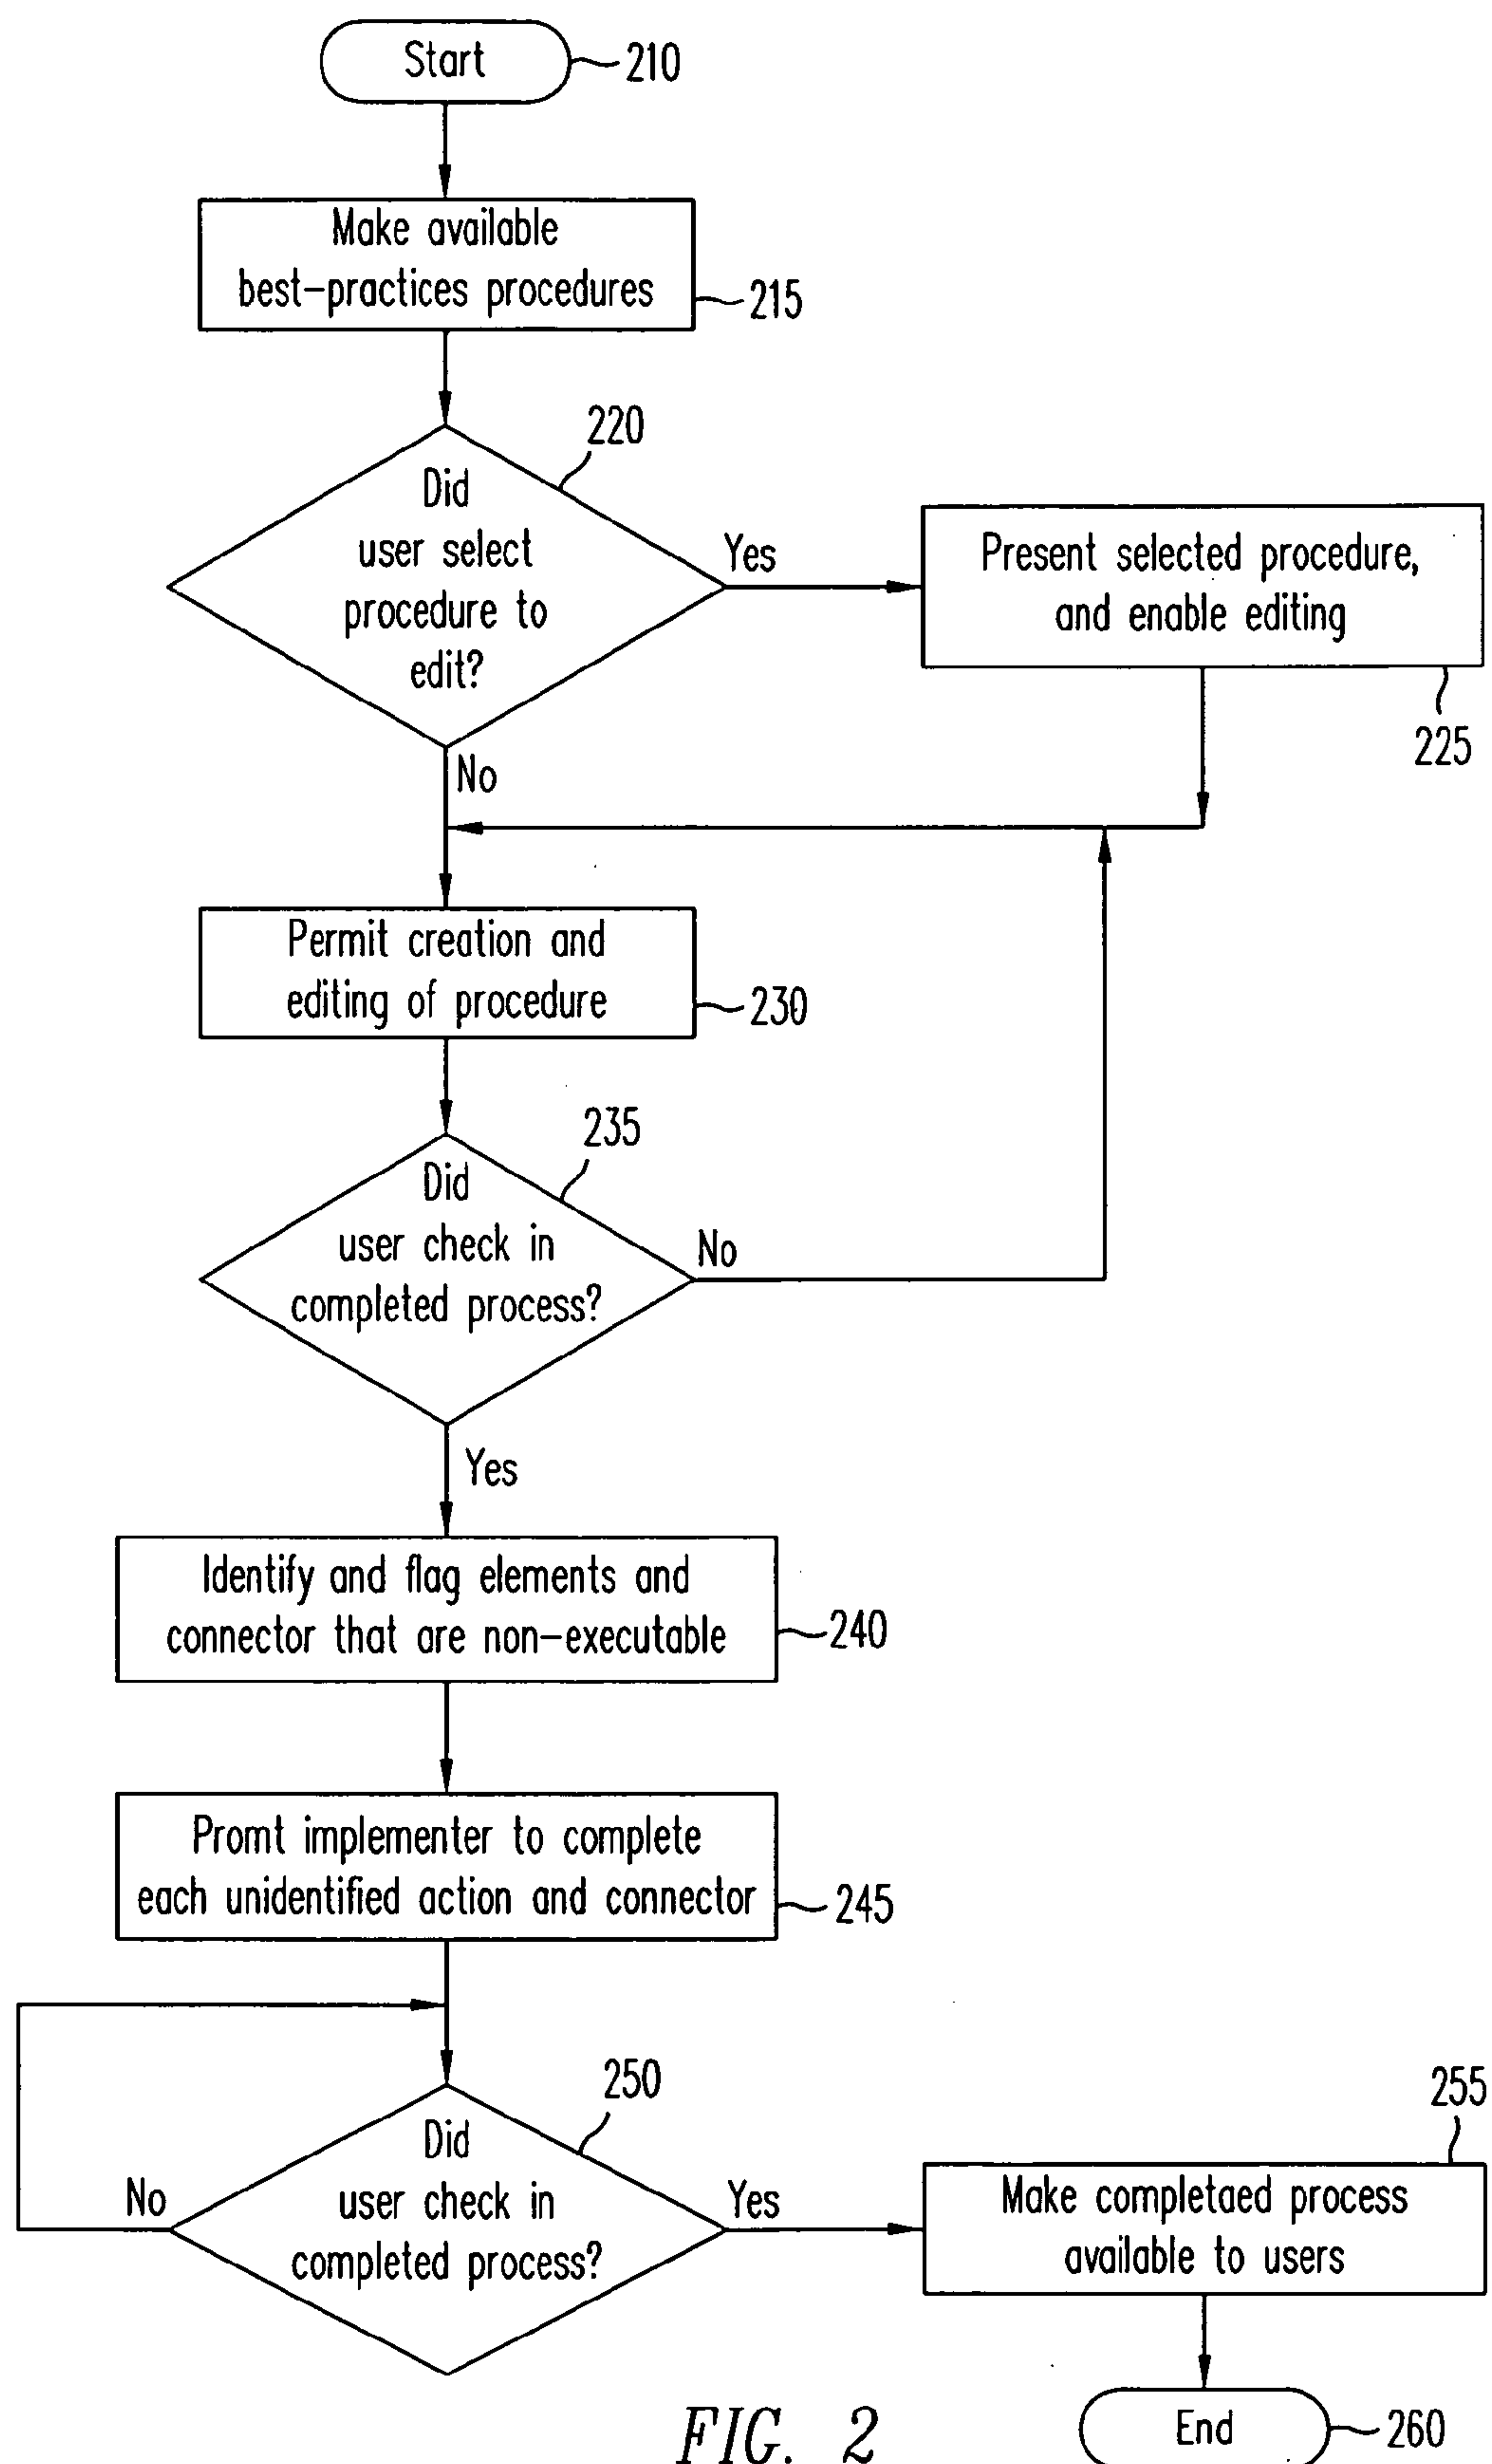 Start
210
Make available
best-practices procedures
215
220
Did
user select
procedure to
edit?
Yes
Present selected procedure,
and enable editing
225
No
Permit creation and
editing of procedure
230
235
Did
user check in
completed process?
No
Yes
Identify and flag elements and
connector that are non-executable
240
Promt implementer to complete
each unidentified action and connector
245
250
Did
user check in
completed process?
No
Yes
255
Make completaed process
available to users
End
260
FIG. 2